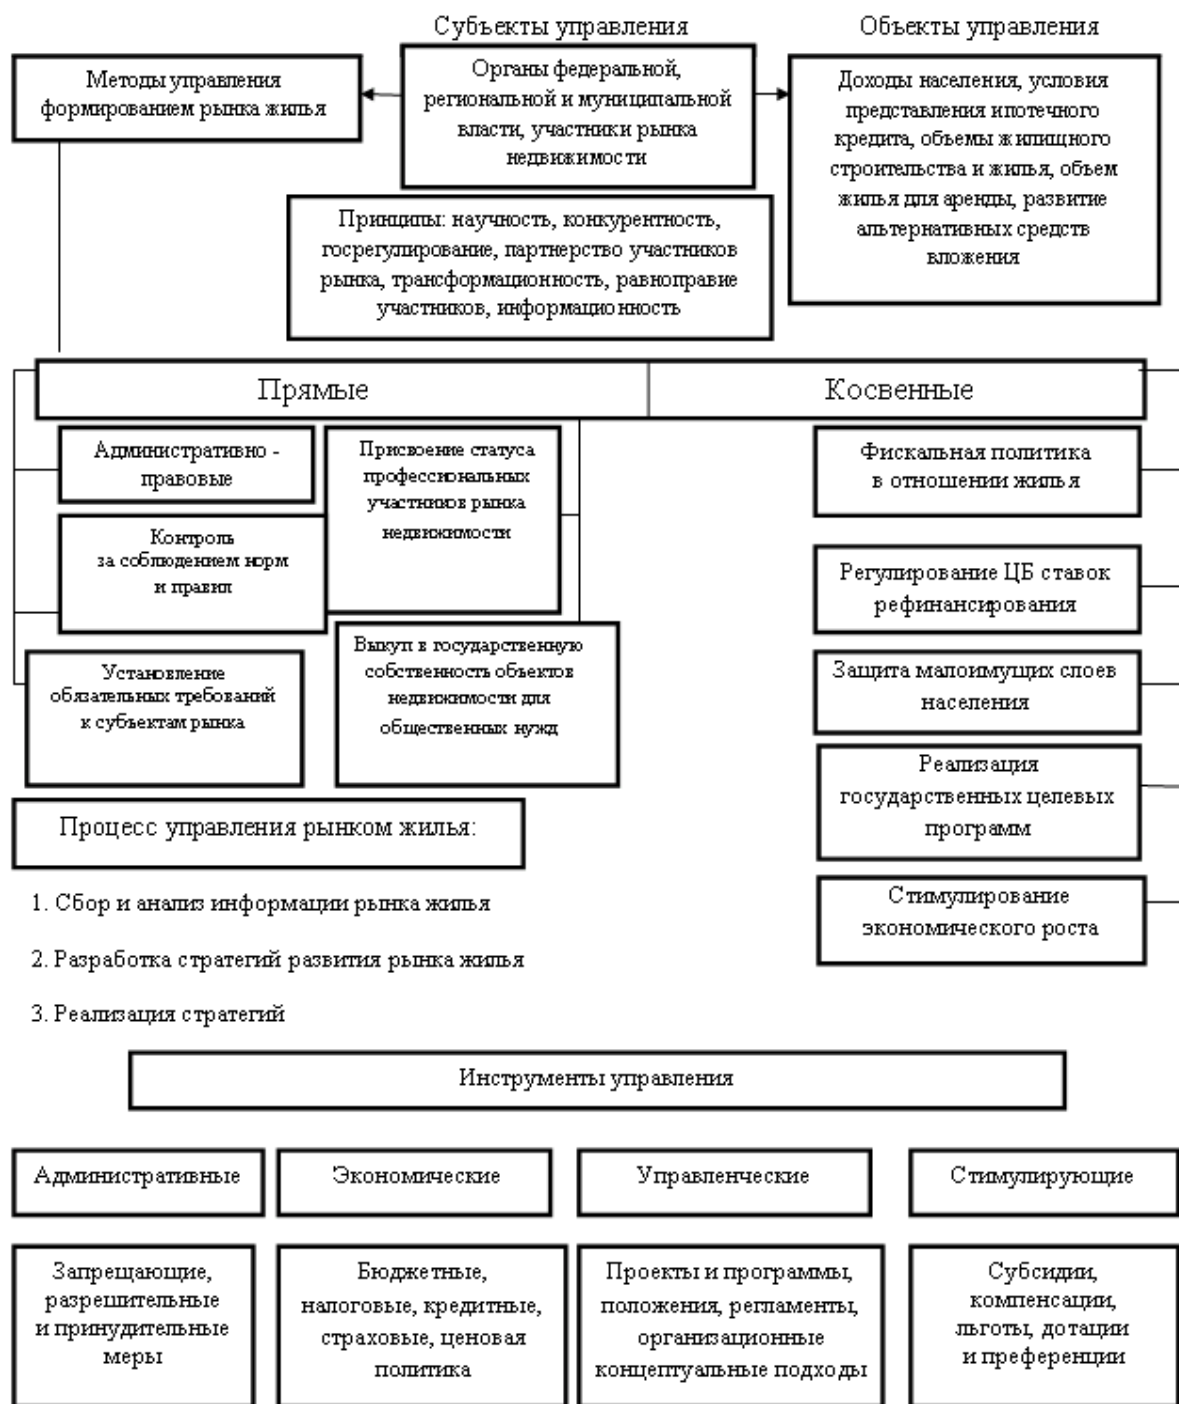 Субъекты управления
Объекты управления
Методы управления
формированием рынка жилья
Органы федеральной,
региональной и муниципальной
власти, участники рынка
недвижимости
Доходы населения, условия
представления ипотечного
кредита, объемы жилищного
строительства и жилья, объем
жилья для аренды, развитие
альтернативных средств
вложения
Принципы: научность, конкурентность,
госрегулирование, партнерство участников
рынка, трансформационность, равноправие
участников, информационность
Прямые
Косвенные
Административно -
правовые
Присвоение статуса
профессиональных
участников рынка
недвижимости
Контроль
за соблюдением норм
и правил
Установление
обязательных требований
к субъектам рынка
Выкуп в государственную
собственность объектов
недвижимости для
общественных нужд
Фискальная политика
в отношении жилья
Регулирование ЦБ ставок
рефинансирования
Защита малоимущих слоев
населения
Реализация
государственных целевых
программ
Стимулирование
экономического роста
Процесс управления рынком жилья:
1. Сбор и анализ информации рынка жилья
2. Разработка стратегий развития рынка жилья
3. Реализация стратегий
Инструменты управления
Административные
Экономические
Управленческие
Стимулирующие
Запрещающие,
разрешительные
и принудительные
меры
Бюджетные,
налоговые, кредитные,
страховые, ценовая
политика
Проекты и программы,
положения, регламенты,
организационные
концептуальные подходы
Субсидии,
компенсации,
льготы, дотации
и преференции